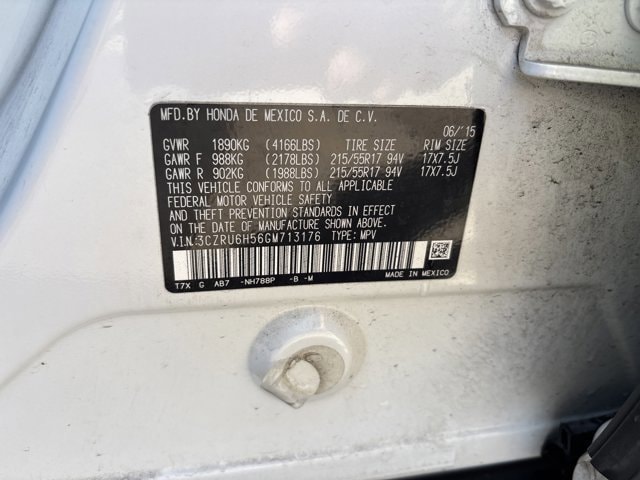 MFD.BY HONDA DE MEXICO S.A. DE C.V.
06/'15
GVWR 1890KG (4166LBS) TIRE SIZE RIM SIZE
GAWR F 988KG (2178LBS) 215/55R17 94V 17X7.5J
GAWR R 902KG (1988LBS) 215/55R17 94V 17X7.5J
THIS VEHICLE CONFORMS TO ALL APPLICABLE
FEDERAL MOTOR VEHICLE SAFETY
AND THEFT PREVENTION STANDARDS IN EFFECT
ON THE DATE OF MANUFACTURE SHOWN ABOVE.
V.I.N.:3CZRU6H56GM713176 TYPE: MPV
T7X G AB7 -NH788P -B -M MADE IN MEXICO